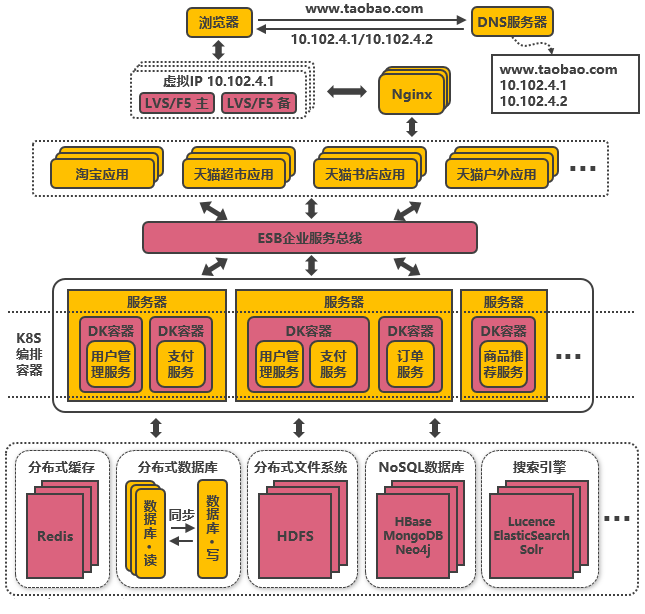 www.taobao.com
浏览器
DNS服务器
10.102.4.1/10.102.4.2
虚拟IP 10.102.4.1
LVS/F5 主
LVS/F5 备
Nginx
www.taobao.com
10.102.4.1
10.102.4.2
淘宝应用
天猫超市应用
天猫书店应用
天猫户外应用
...
ESB企业服务总线
K8S
编排
容器
服务器
DK容器
用户管
理服务
DK容器
支付
服务
服务器
DK容器
用户管
理服务
支付
服务
DK容器
订单
服务
服务器
DK容器
商品推
荐服务
...
分布式缓存
Redis
分布式数据库
数据库·读
同步
数据库·写
分布式文件系统
HDFS
NoSQL数据库
HBase
MongoDB
Neo4j
搜索引擎
Lucence
ElasticSearch
Solr
...